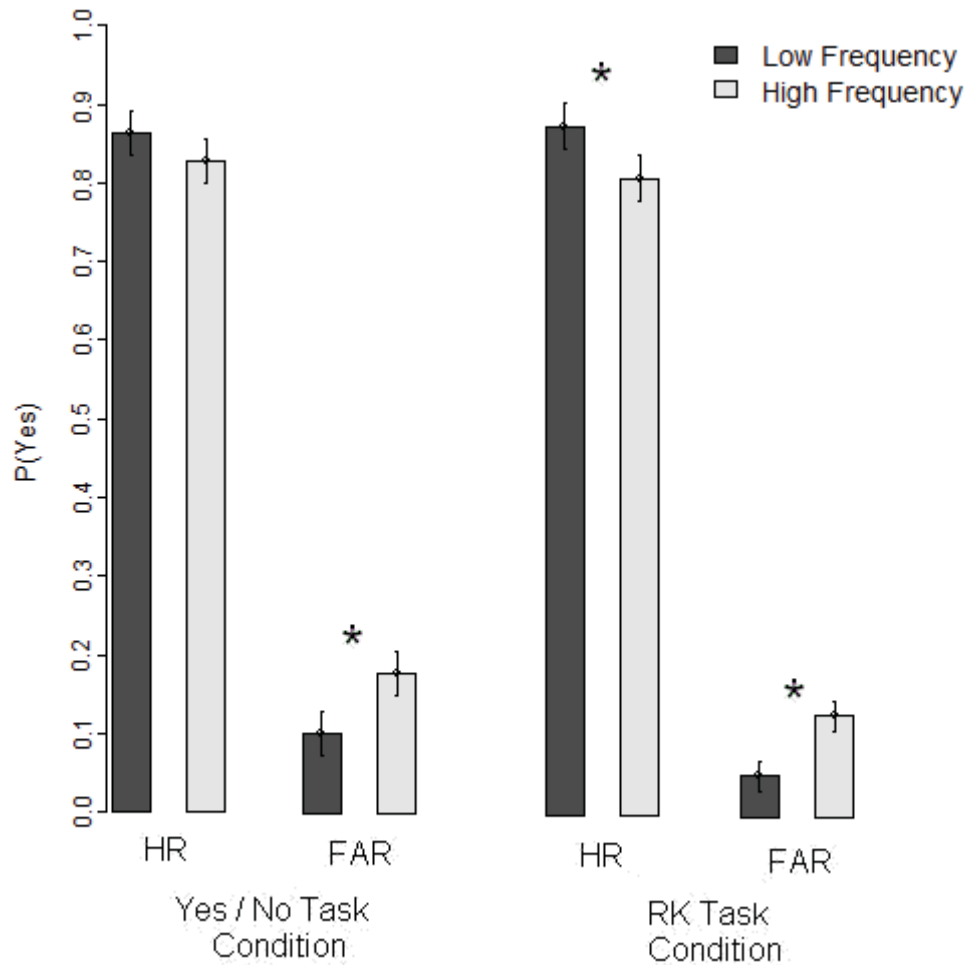 1.0
0.9
0.8
0.7
0.6
0.5
0.4
0.3
0.2
0.1
0.0
P(Yes)
Low Frequency
High Frequency
*
*
*
HR
FAR
HR
FAR
Yes / No Task
Condition
RK Task
Condition